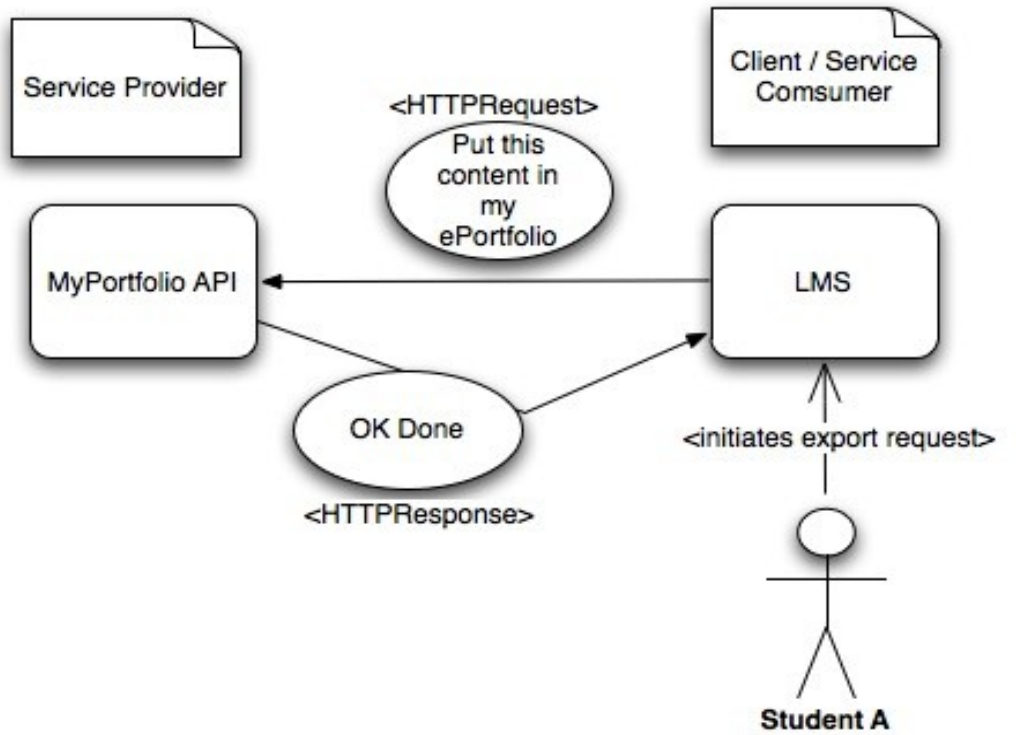 Service Provider
Client / Service
Comsumer
<HTTPRequest>
Put this
content in
my
ePortfolio
MyPortfolio API
LMS
OK Done
<initiates export request>
<HTTPResponse>
Student A